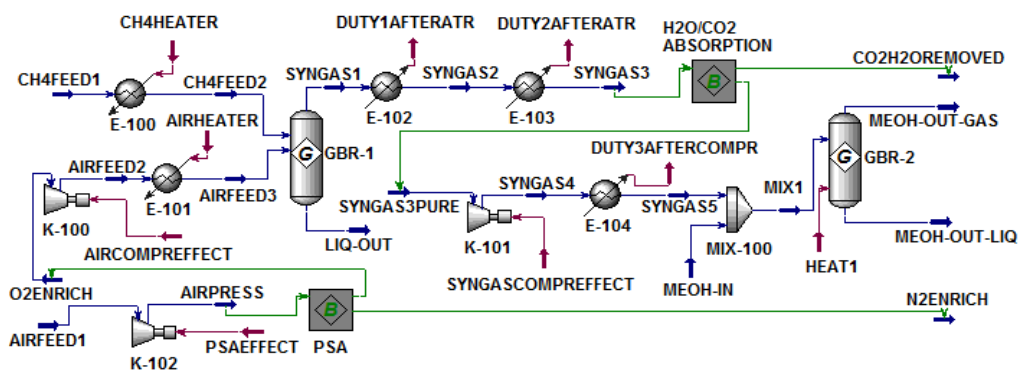 CH4HEATER
DUTY1AFTERATR
DUTY2AFTERATR
H2O/CO2
ABSORPTION
CH4FEED1
CH4FEED2
SYNGAS1
SYNGAS2
SYNGAS3
B
CO2H2OREMOVED
E-100
AIRHEATER
E-102
E-103
MEOH-OUT-GAS
G
GBR-1
DUTY3AFTERCOMPR
G
GBR-2
AIRFEED2
E-101
AIRFEED3
SYNGAS3PURE
SYNGAS4
SYNGAS5
MIX1
K-100
K-101
E-104
MIX-100
LIQ-OUT
MEOH-OUT-LIQ
AIRCOMPREFFECT
SYNGASCOMPREFFECT
MEOH-IN
HEAT1
O2ENRICH
AIRPRESS
B
N2ENRICH
AIRFEED1
PSAEFFECT
PSA
K-102